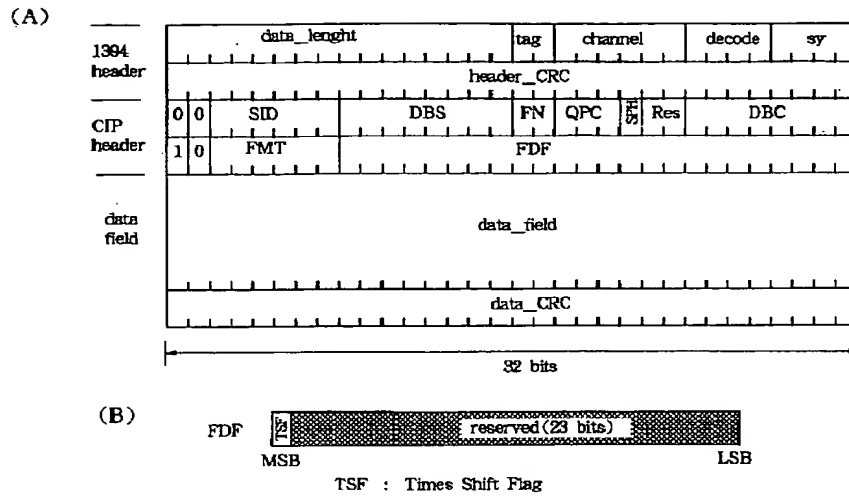 (A)
1394 header
data_lenght tag channel decode sy
header_CRC
CIP header
0 0 SID DBS FN QPC SPH Res DBC
1 0 FMT FDF
data field
data_field
data_CRC
32 bits
(B)
FDF TSF reserved(23 bits)
MSB LSB
TSF : Times Shift Flag